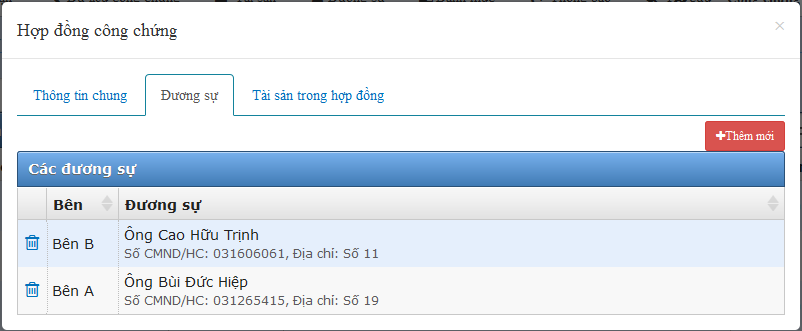 Hợp đồng công chứng
×
Thông tin chung Đương sự Tài sản trong hợp đồng
+Thêm mới
Các đương sự
Bên Đương sự
Bên B Ông Cao Hữu Trịnh
Số CMND/HC: 031606061, Địa chỉ: Số 11
Bên A Ông Bùi Đức Hiệp
Số CMND/HC: 031265415, Địa chỉ: Số 19